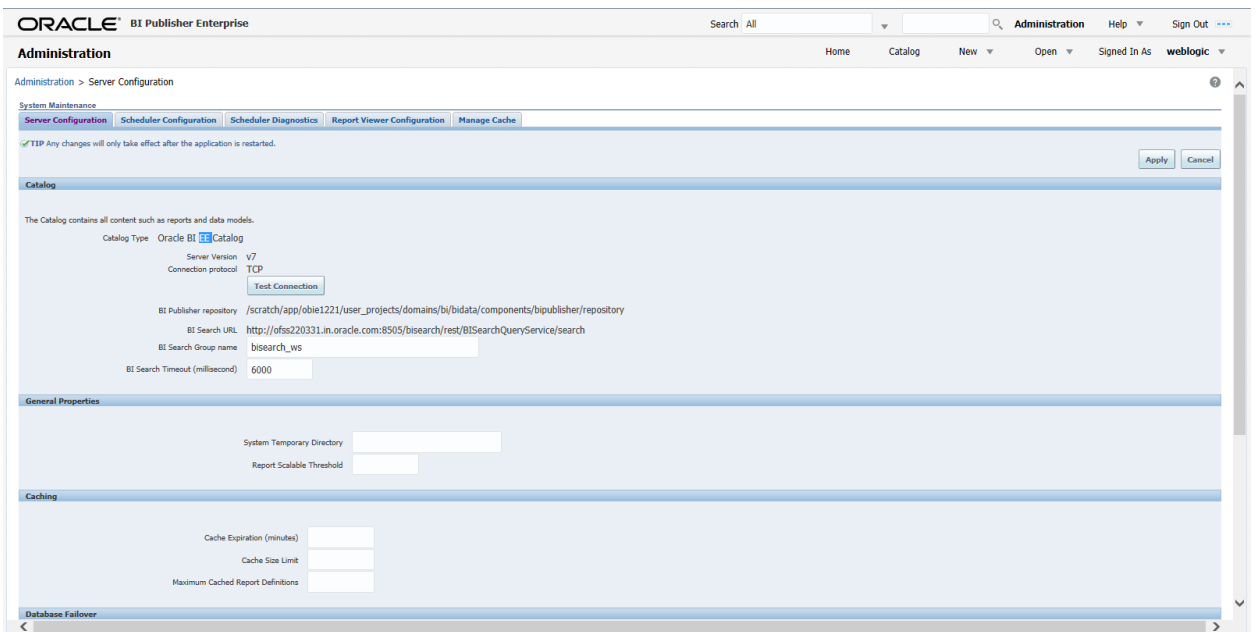 ORACLE® BI Publisher Enterprise Search All Administration Help Sign Out
Administration Home Catalog New Open Signed In As weblogic
Administration > Server Configuration
System Maintenance
Server Configuration Scheduler Configuration Scheduler Diagnostics Report Viewer Configuration Manage Cache
TIP Any changes will only take effect after the application is restarted.
Apply Cancel
Catalog
The Catalog contains all content such as reports and data models.
Catalog Type Oracle BI EE Catalog
Server Version v7
Connection protocol TCP
Test Connection
BI Publisher repository /scratch/app/obie1221/user_projects/domains/bi/bidata/components/bipublisher/repository
BI Search URL http://ofss220331.in.oracle.com:8505/bisearch/rest/BISearchQueryService/search
BI Search Group name bisearch_ws
BI Search Timeout (millisecond) 6000
General Properties
System Temporary Directory
Report Scalable Threshold
Caching
Cache Expiration (minutes)
Cache Size Limit
Maximum Cached Report Definitions
Database Failover